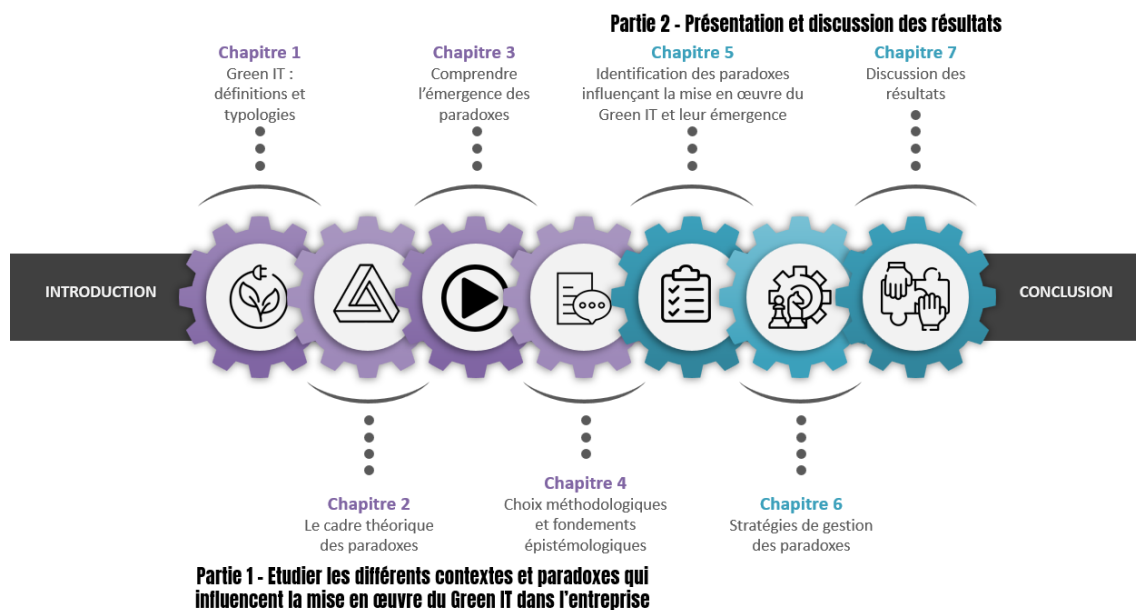 Partie 2 - Présentation et discussion des résultats
Chapitre 1
Green IT :
définitions et
typologies
Chapitre 3
Comprendre
l’émergence des
paradoxes
Chapitre 5
Identification des paradoxes
influençant la mise en œuvre du
Green IT et leur émergence
Chapitre 7
Discussion des
résultats
INTRODUCTION
CONCLUSION
Chapitre 2
Le cadre théorique
des paradoxes
Chapitre 4
Choix méthodologiques
et fondements
épistémologiques
Chapitre 6
Stratégies de gestion
des paradoxes
Partie 1 - Etudier les différents contextes et paradoxes qui
influencent la mise en œuvre du Green IT dans l’entreprise